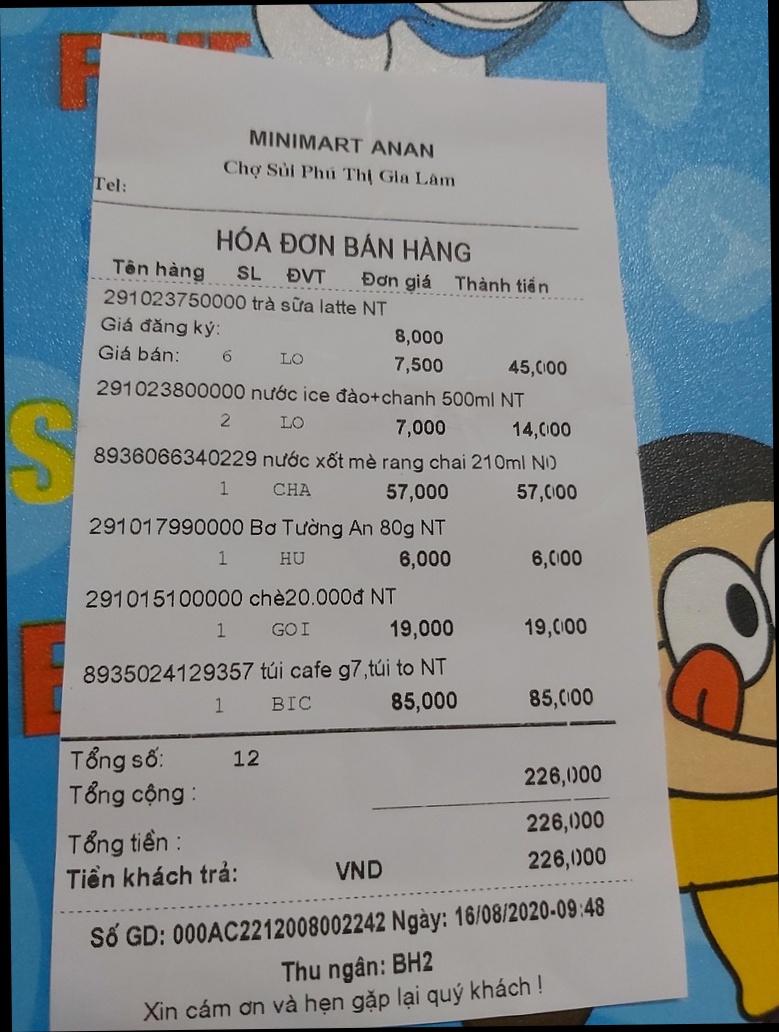 MINIMART ANAN
Chợ Sủi Phú Thị Gia Lâm
Tel:
HÓA ĐƠN BÁN HÀNG
Tên hàng SL ĐVT Đơn giá Thành tiền
291023750000 trà sữa latte NT
Giá đăng ký: 8,000
Giá bán: 6 LO 7,500 45,000
291023800000 nước ice đào+chanh 500ml NT
2 LO 7,000 14,000
8936066340229 nước xốt mè rang chai 210ml NO
1 CHA 57,000 57,000
291017990000 Bơ Tường An 80g NT
1 HU 6,000 6,000
291015100000 chè20.000đ NT
1 GOI 19,000 19,000
8935024129357 túi cafe g7,túi to NT
1 BIC 85,000 85,000
Tổng số: 12
Tổng cộng : 226,000
Tổng tiền : 226,000
Tiền khách trả: VND 226,000
Số GD: 000AC2212008002242 Ngày: 16/08/2020-09:48
Thu ngân: BH2
Xin cám ơn và hẹn gặp lại quý khách !